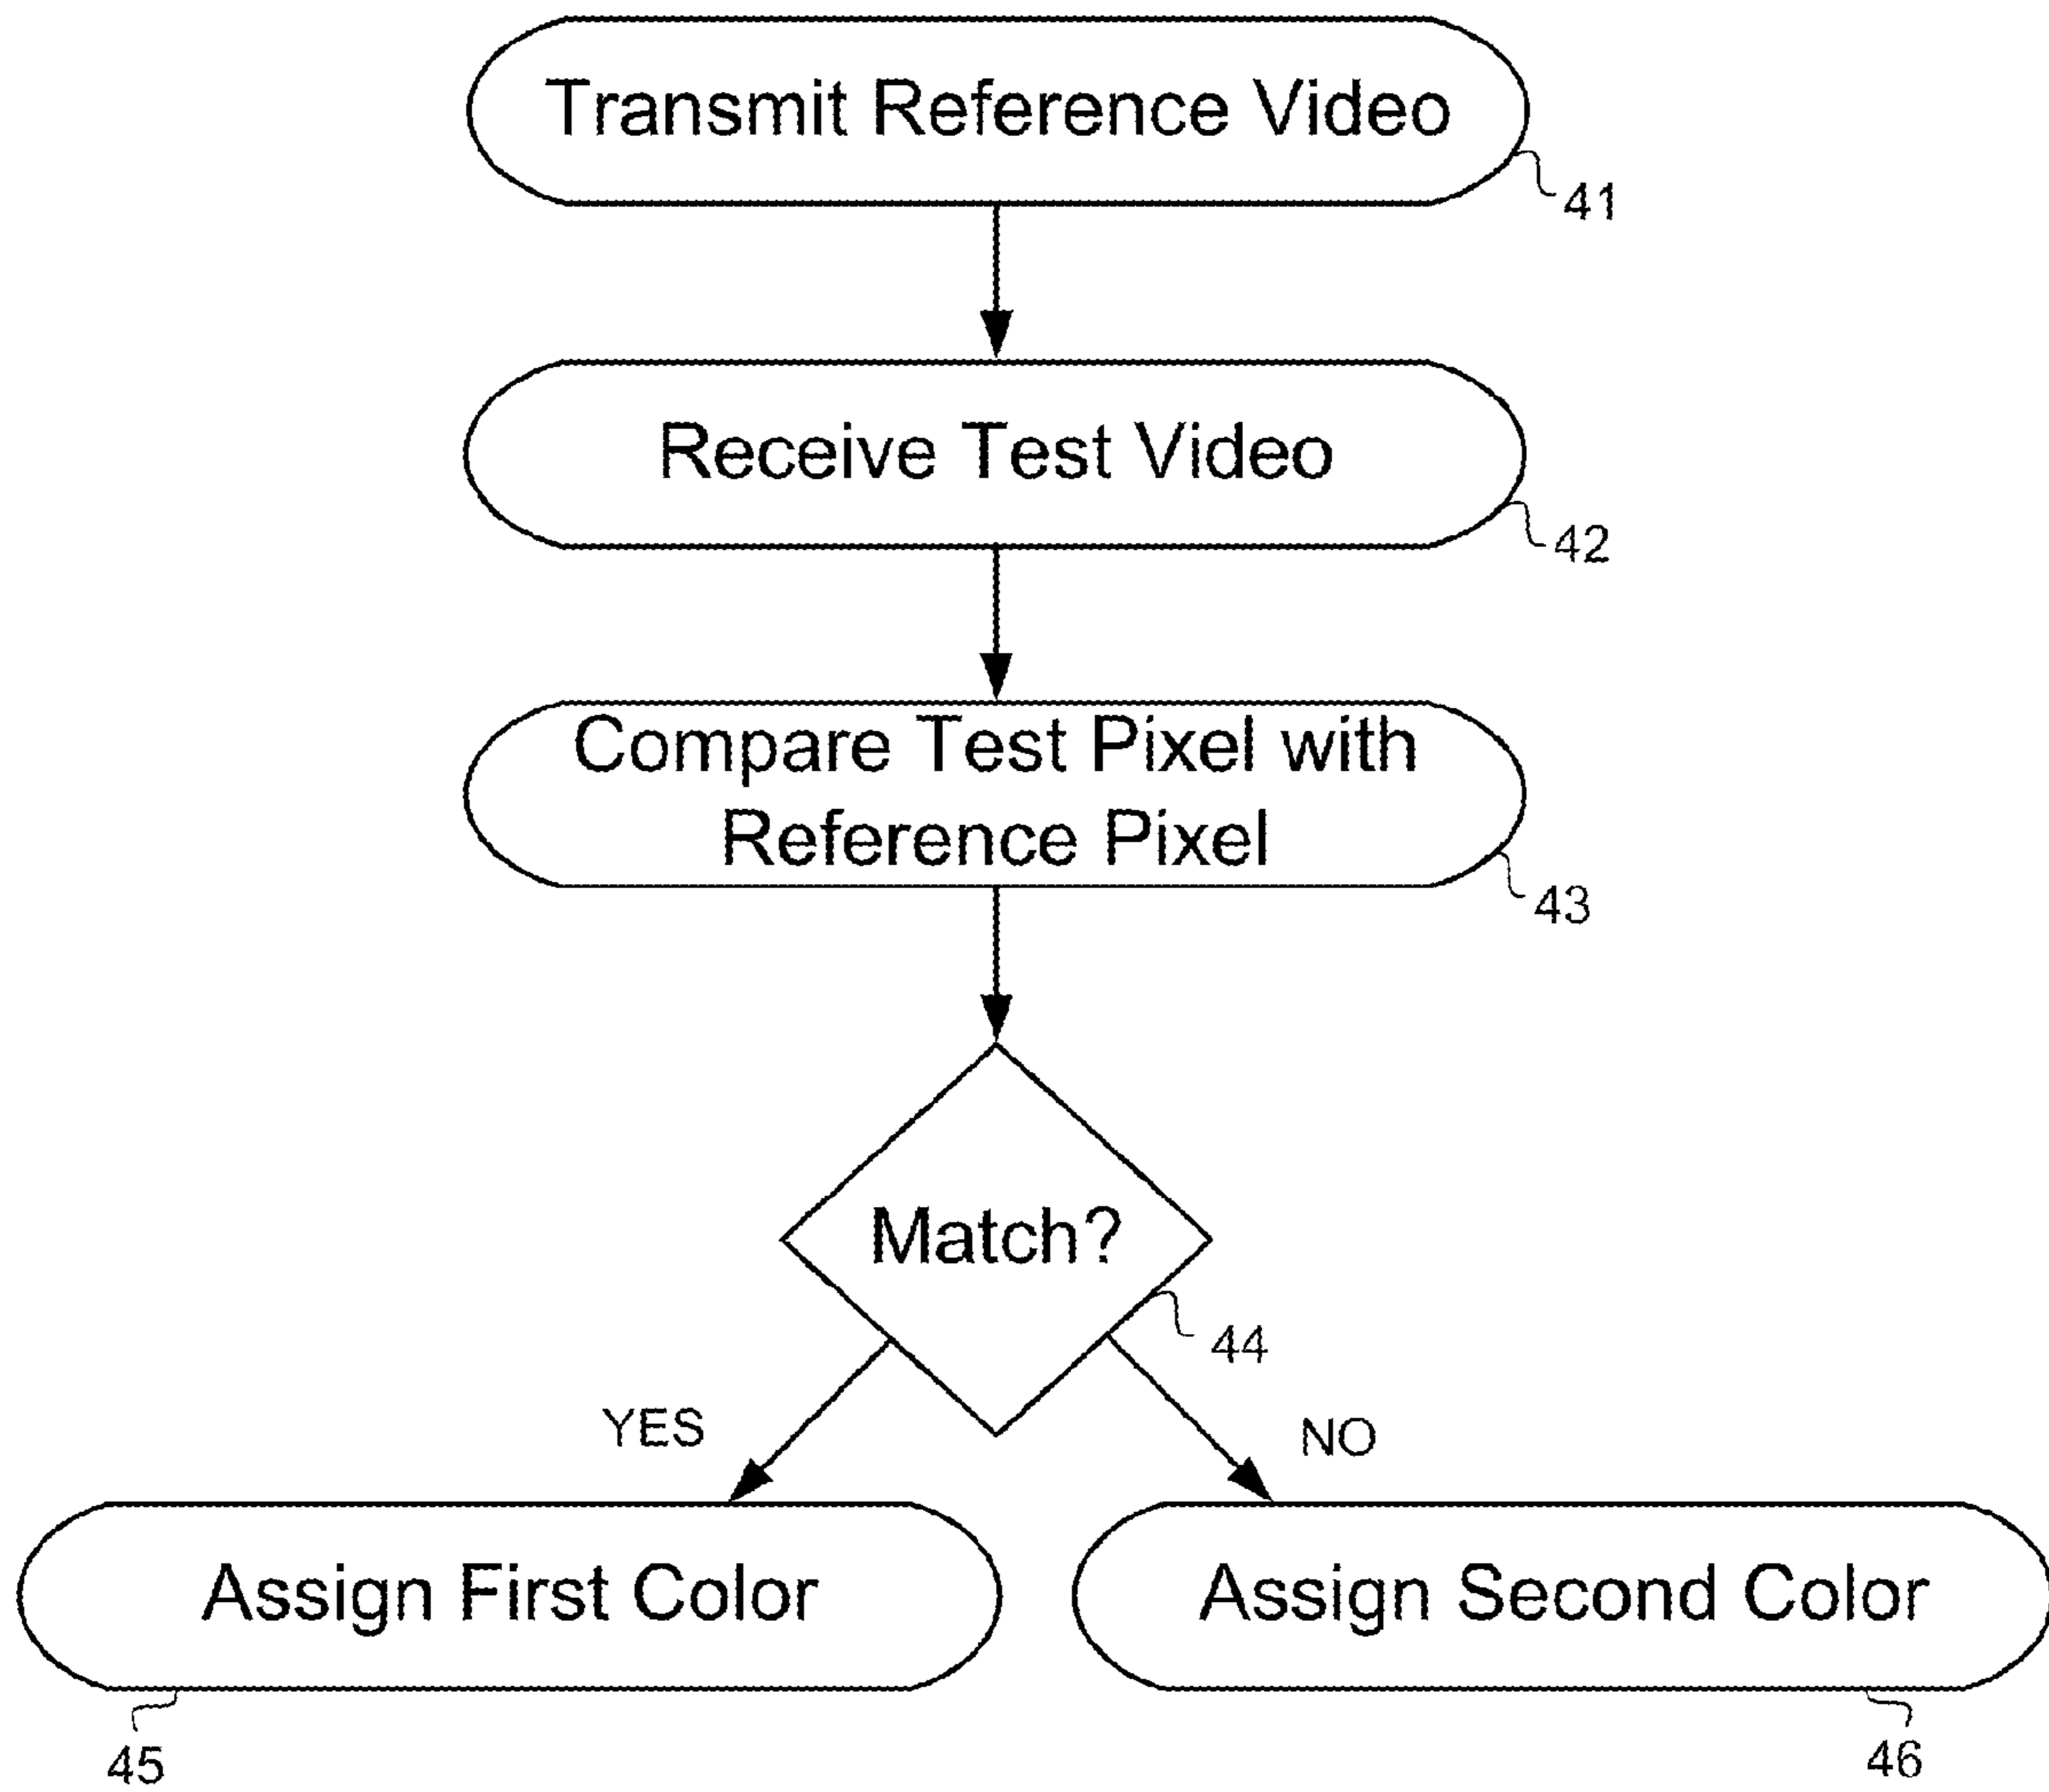 Transmit Reference Video
41
Receive Test Video
42
Compare Test Pixel with
Reference Pixel
43
Match?
44
YES
NO
Assign First Color
Assign Second Color
45
46